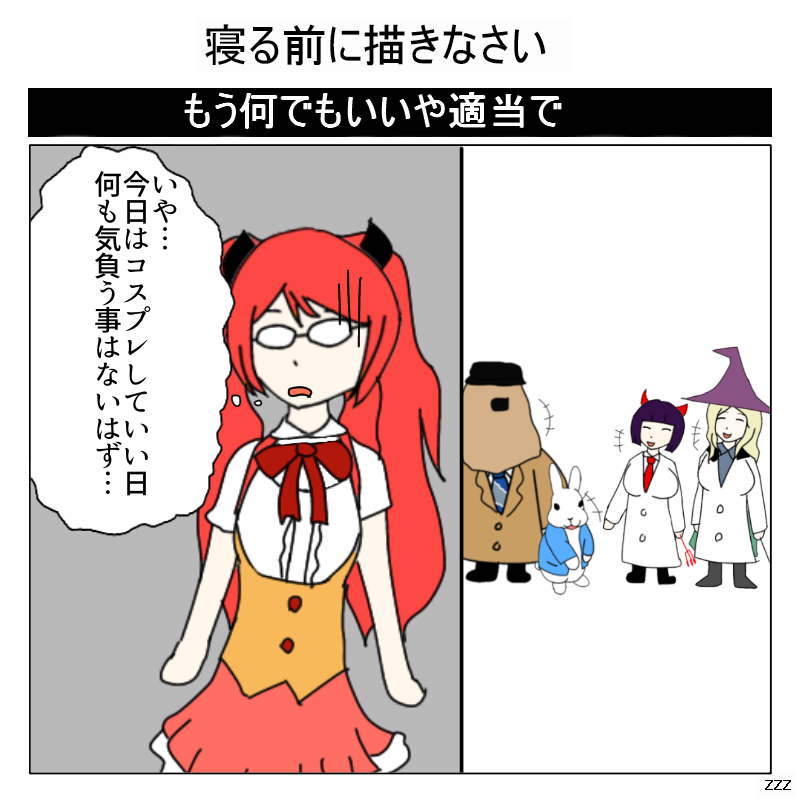 寝る前に描きなさい
もう何でもいいや適当で
いや…
今日はコスプレしていい日
何も気負う事はないはず…
zzz